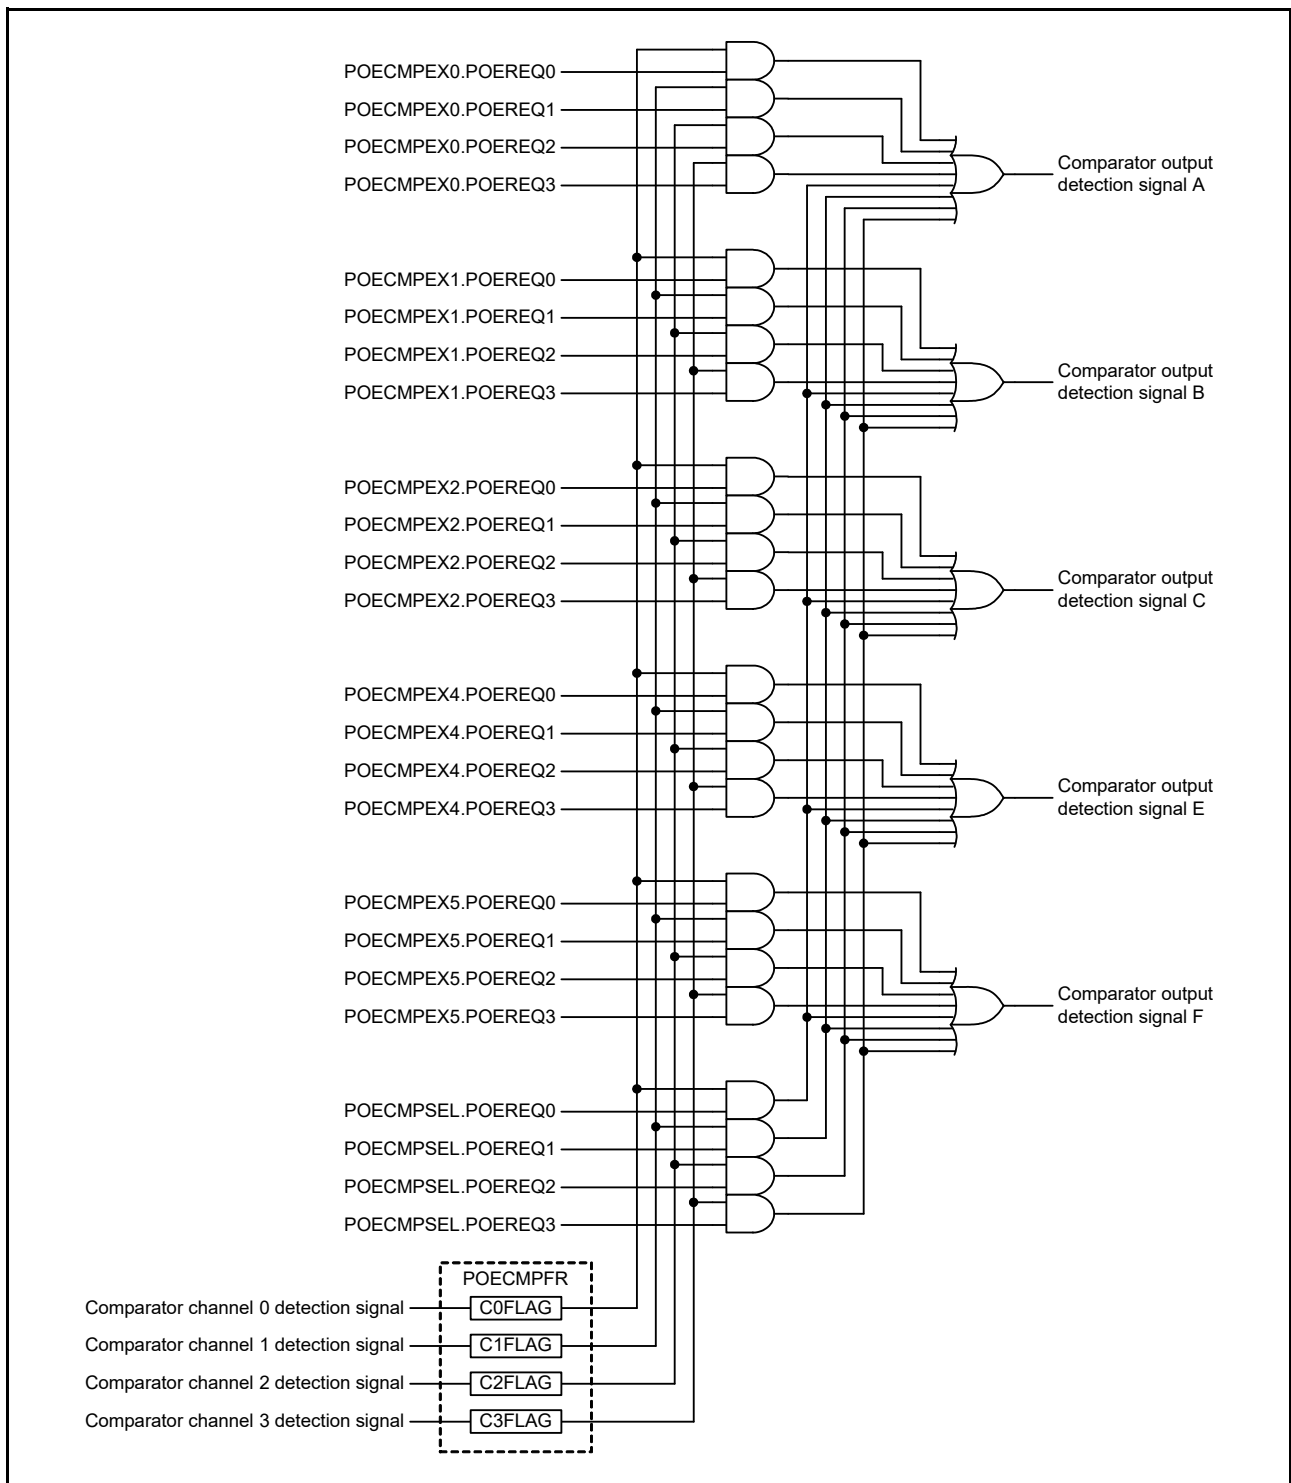 POECMPEX0.POEREQ0
POECMPEX0.POEREQ1
POECMPEX0.POEREQ2
POECMPEX0.POEREQ3
Comparator output
detection signal A
POECMPEX1.POEREQ0
POECMPEX1.POEREQ1
POECMPEX1.POEREQ2
POECMPEX1.POEREQ3
Comparator output
detection signal B
POECMPEX2.POEREQ0
POECMPEX2.POEREQ1
POECMPEX2.POEREQ2
POECMPEX2.POEREQ3
Comparator output
detection signal C
POECMPEX4.POEREQ0
POECMPEX4.POEREQ1
POECMPEX4.POEREQ2
POECMPEX4.POEREQ3
Comparator output
detection signal E
POECMPEX5.POEREQ0
POECMPEX5.POEREQ1
POECMPEX5.POEREQ2
POECMPEX5.POEREQ3
Comparator output
detection signal F
POECMPSEL.POEREQ0
POECMPSEL.POEREQ1
POECMPSEL.POEREQ2
POECMPSEL.POEREQ3
POECMPFR
Comparator channel 0 detection signal C0FLAG
Comparator channel 1 detection signal C1FLAG
Comparator channel 2 detection signal C2FLAG
Comparator channel 3 detection signal C3FLAG